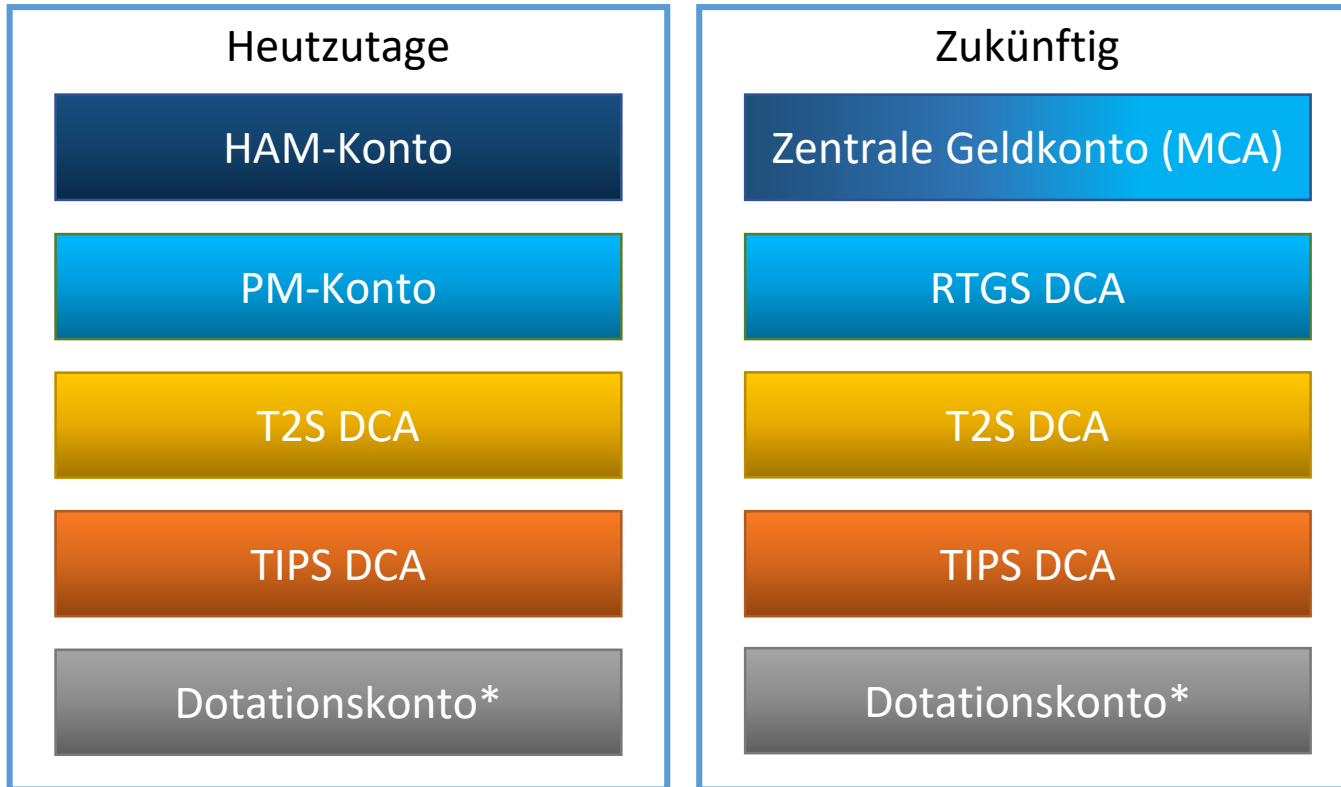 Heutzutage
HAM-Konto
PM-Konto
T2S DCA
TIPS DCA
Dotationskonto*
Zukünftig
Zentrale Geldkonto (MCA)
RTGS DCA
T2S DCA
TIPS DCA
Dotationskonto*